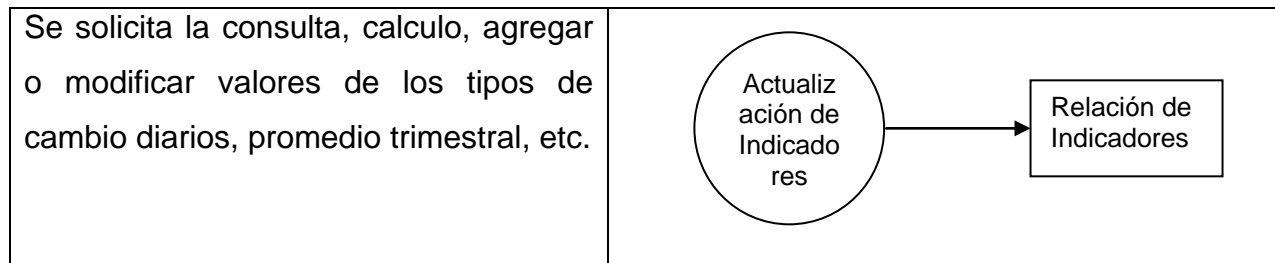 Se solicita la consulta, calculo, agregar
o modificar valores de los tipos de
cambio diarios, promedio trimestral, etc.
Actualiz
ación de
Indicado
res
Relación de
Indicadores